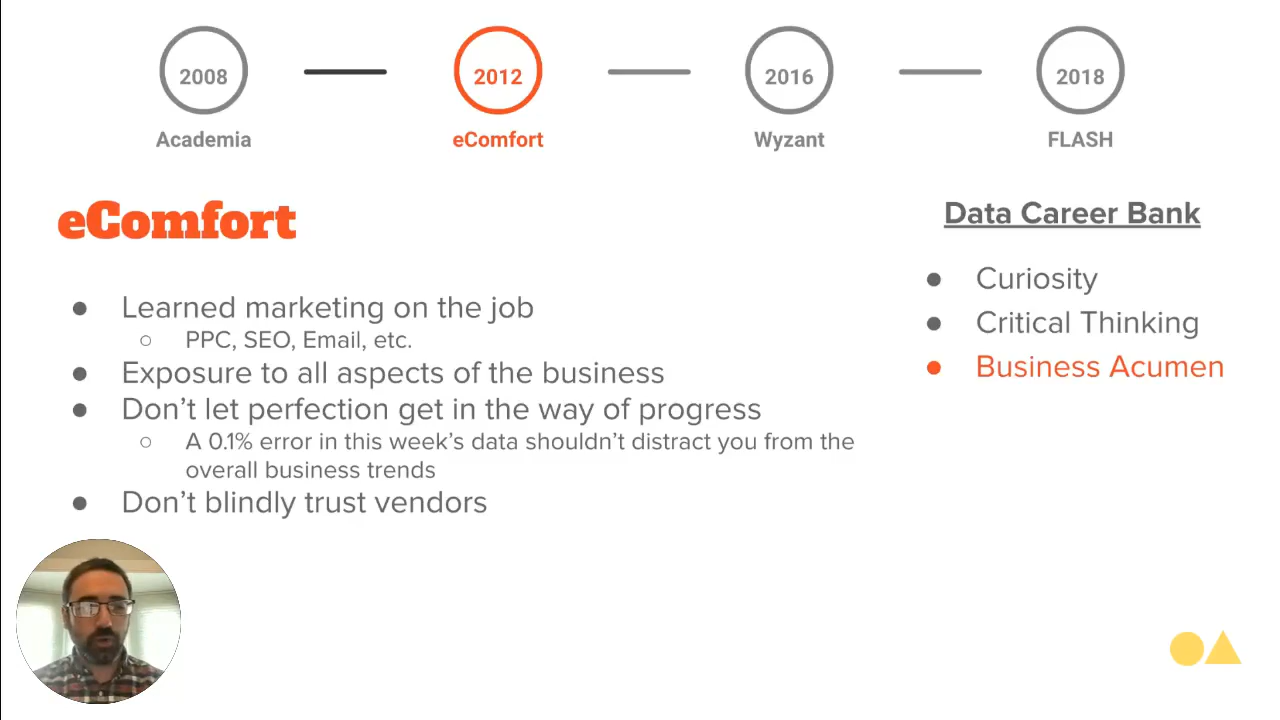 2008
2012
2016
2018
Academia
eComfort
Wyzant
FLASH
eComfort
● Learned marketing on the job
○ PPC, SEO, Email, etc.
● Exposure to all aspects of the business
● Don’t let perfection get in the way of progress
○ A 0.1% error in this week’s data shouldn’t distract you from the
overall business trends
● Don’t blindly trust vendors
Data Career Bank
● Curiosity
● Critical Thinking
● Business Acumen